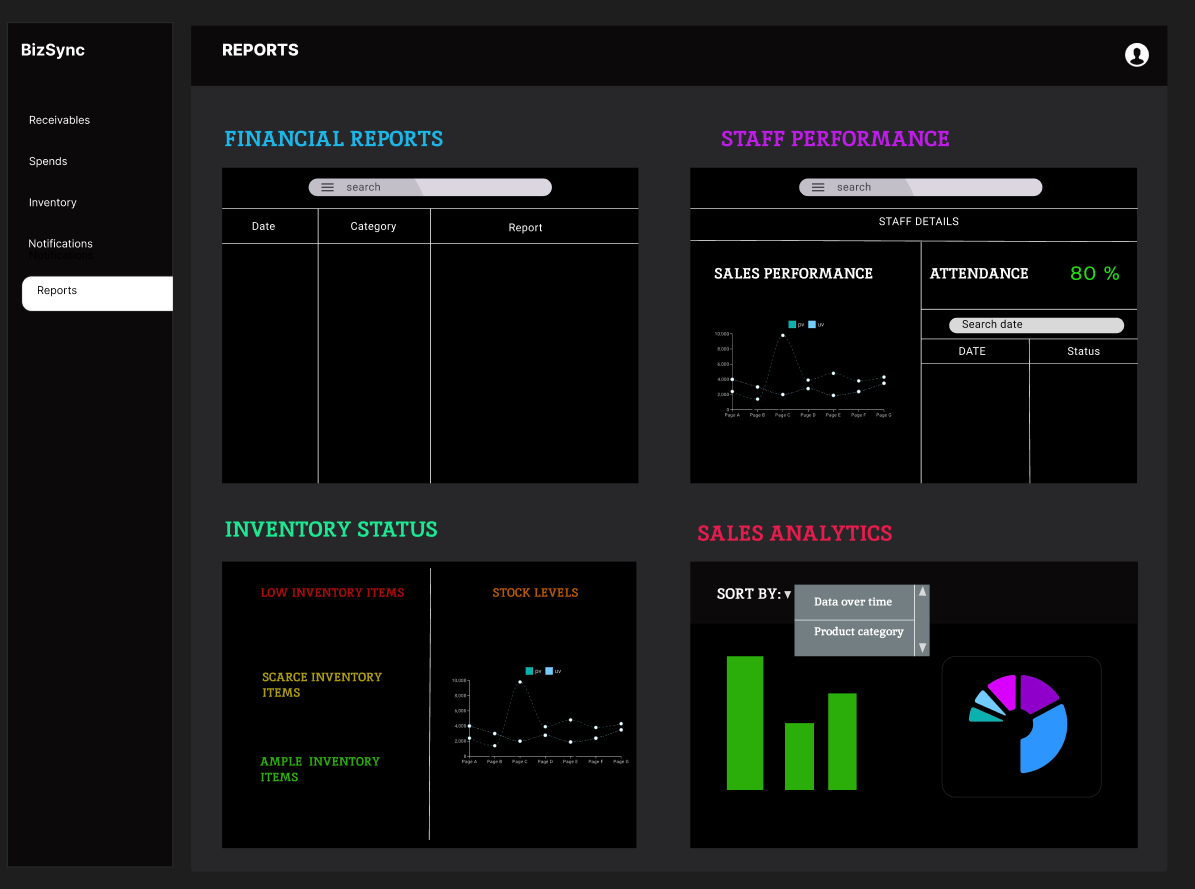 BizSync
Receivables
Spends
Inventory
Notifications
Notifications
Reports
REPORTS
FINANCIAL REPORTS
search
Date Category Report
STAFF PERFORMANCE
search
STAFF DETAILS
SALES PERFORMANCE
pv uv
10,000
8,000
6,000
4,000
2,000
0
Page A Page B Page C Page D Page E Page F Page G
ATTENDANCE 80 %
Search date
DATE Status
INVENTORY STATUS
LOW INVENTORY ITEMS
SCARCE INVENTORY
ITEMS
AMPLE INVENTORY
ITEMS
STOCK LEVELS
pv uv
10,000
8,000
6,000
4,000
2,000
0
Page A Page B Page C Page D Page E Page F Page G
SALES ANALYTICS
SORT BY:
Data over time
Product category